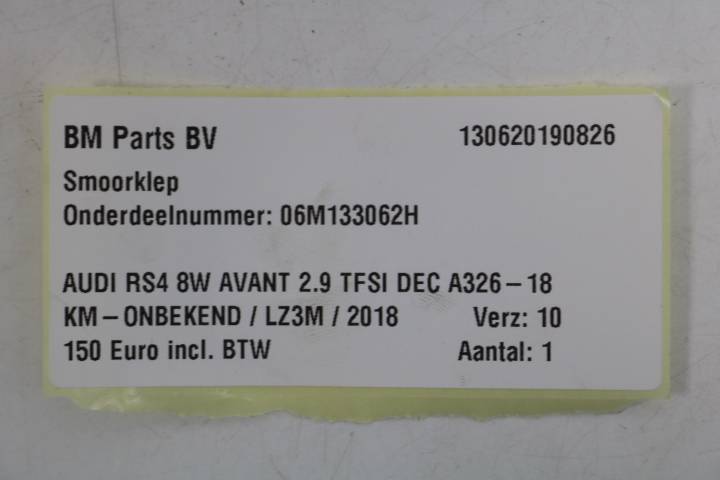 BM Parts BV 130620190826
Smoorklep
Onderdeelnummer: 06M133062H
AUDI RS4 8W AVANT 2.9 TFSI DEC A326-18
KM-ONBEKEND / LZ3M / 2018 Verz: 10
150 Euro incl. BTW Aantal: 1